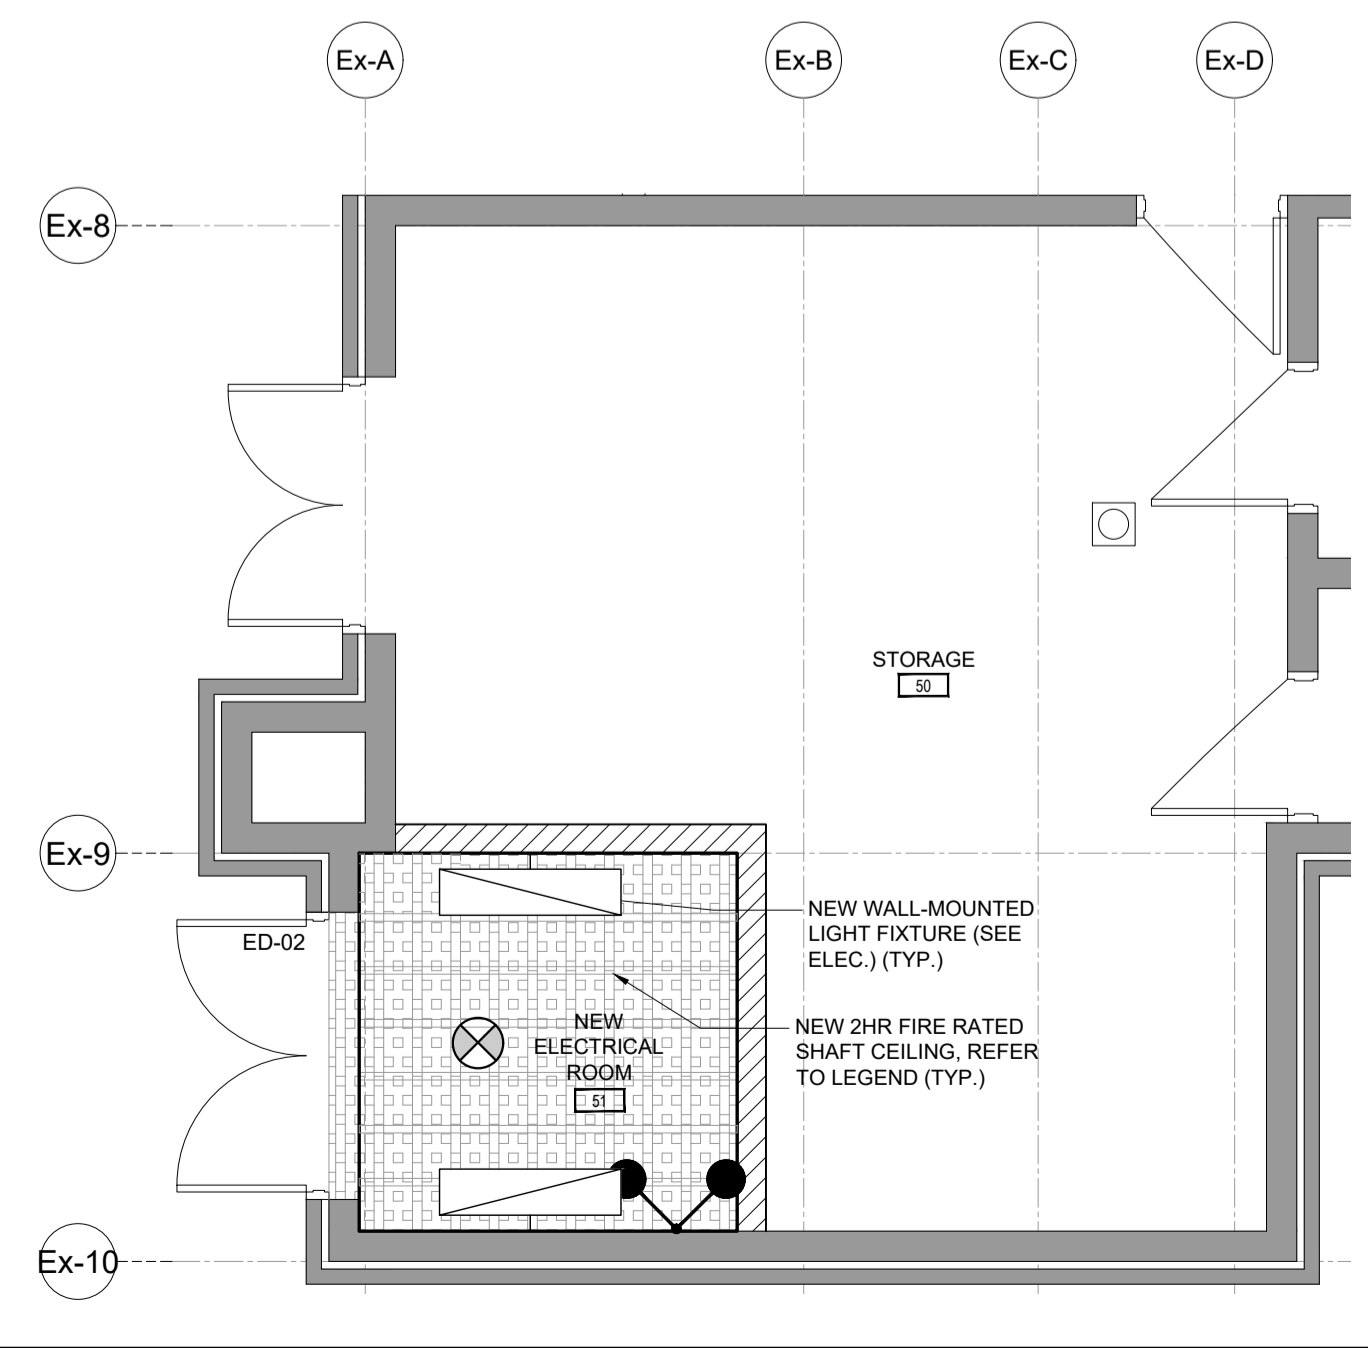 Ex-A
Ex-B
Ex-C
Ex-D
Ex-8
STORAGE
50
Ex-9
NEW WALL-MOUNTED
LIGHT FIXTURE (SEE
ELEC.) (TYP.)
ED-02
NEW
ELECTRICAL
ROOM
51
NEW 2HR FIRE RATED
SHAFT CEILING, REFER
TO LEGEND (TYP.)
Ex-10